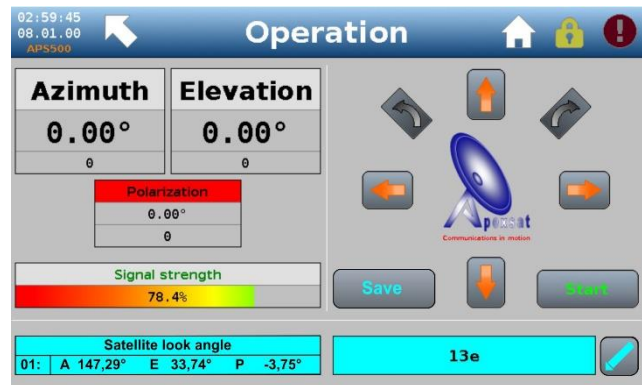 02:59:45
08.01.00
APS500
Operation
Azimuth
0.00°
0
Elevation
0.00°
0
Polarization
0.00°
0
Signal strength
78.4%
Apexsat
Communications in motion
Save
Start
Satellite look angle
01: A 147,29° E 33,74° P -3,75°
13e